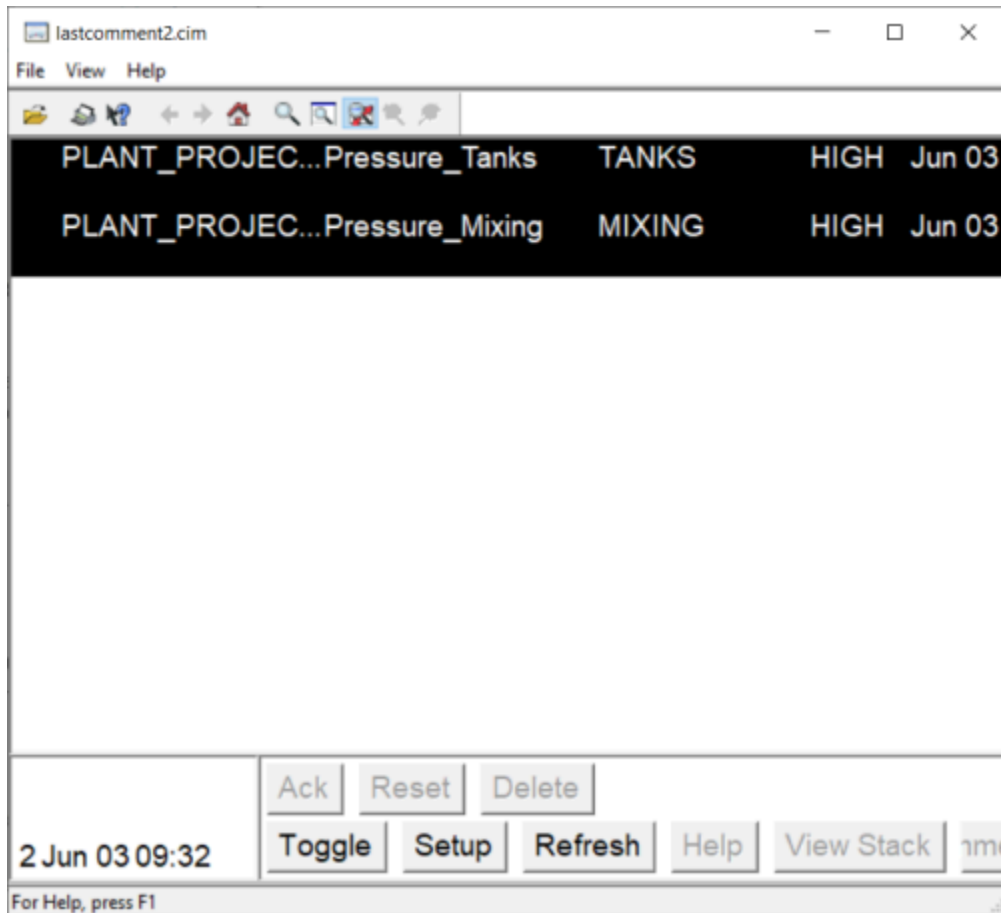 lastcomment2.cim
File View Help
PLANT_PROJEC...Pressure_Tanks TANKS HIGH Jun 03
PLANT_PROJEC...Pressure_Mixing MIXING HIGH Jun 03
Ack Reset Delete
2 Jun 03 09:32 Toggle Setup Refresh Help View Stack
For Help, press F1